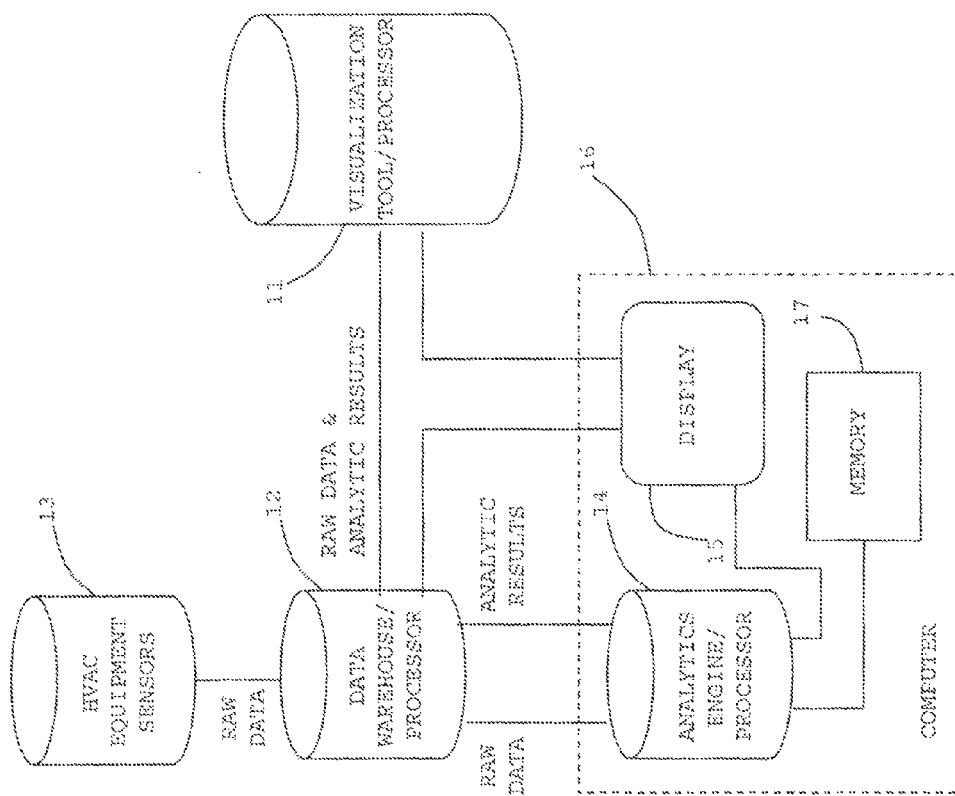 13
HVAC
EQUIPMENT
SENSORS
RAW
DATA
12
DATA
WAREHOUSE/
PROCESSOR
RAW DATA &
ANALYTIC RESULTS
11
VISUALIZATION
TOOL/PROCESSOR
RAW
DATA
ANALYTIC
RESULTS
14
ANALYTICS
ENGINE/
PROCESSOR
15
DISPLAY
16
17
MEMORY
COMPUTER